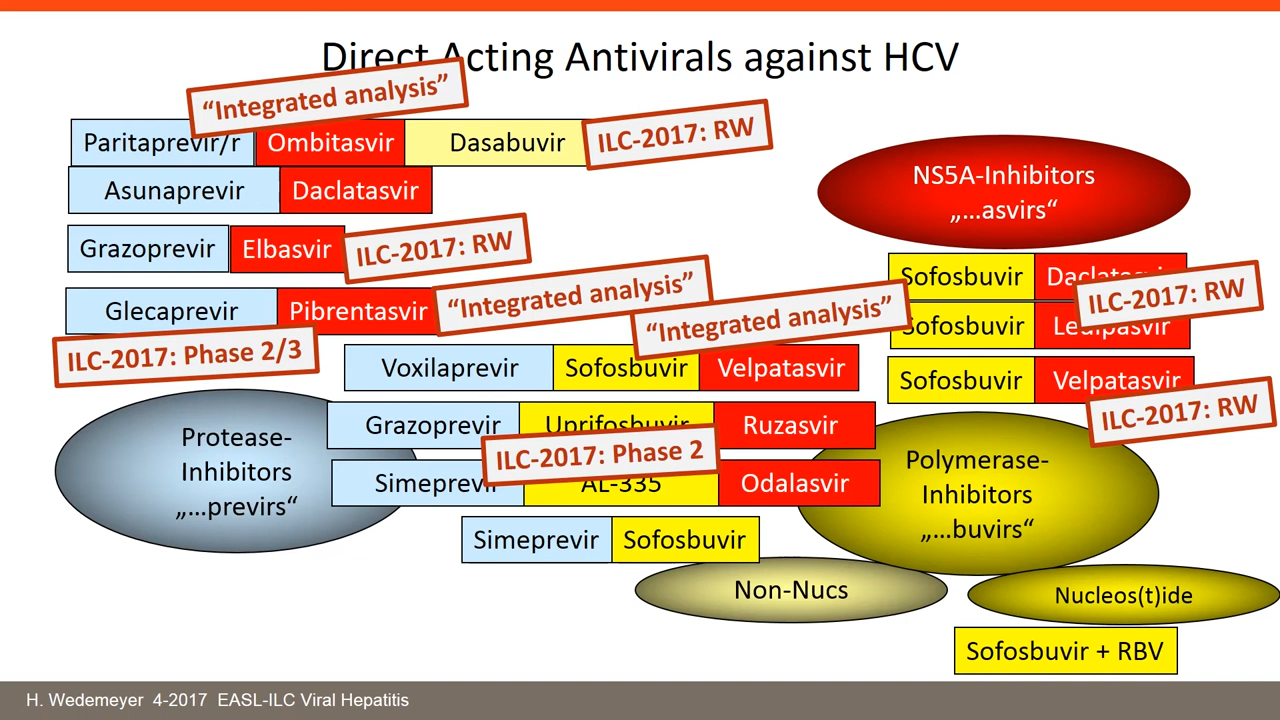 Direct Acting Antivirals against HCV
“Integrated analysis”
Paritaprevir/r Ombitasvir Dasabuvir
ILC-2017: RW
Asunaprevir Daclatasvir
NS5A-Inhibitors
„…asvirs“
Grazoprevir Elbasvir
ILC-2017: RW
Glecaprevir Pibrentasvir
“Integrated analysis”
“Integrated analysis”
ILC-2017: Phase 2/3
Sofosbuvir Daclatasvir
ILC-2017: RW
Sofosbuvir Ledipasvir
Voxilaprevir Sofosbuvir Velpatasvir
Sofosbuvir Velpatasvir
ILC-2017: RW
Protease-
Inhibitors
„…previrs“
Grazoprevir Uprifosbuvir Ruzasvir
ILC-2017: Phase 2
Simeprevir AL-335 Odalasvir
Polymerase-
Inhibitors
„…buvirs“
Simeprevir Sofosbuvir
Non-Nucs
Nucleos(t)ide
Sofosbuvir + RBV
H. Wedemeyer 4-2017 EASL-ILC Viral Hepatitis